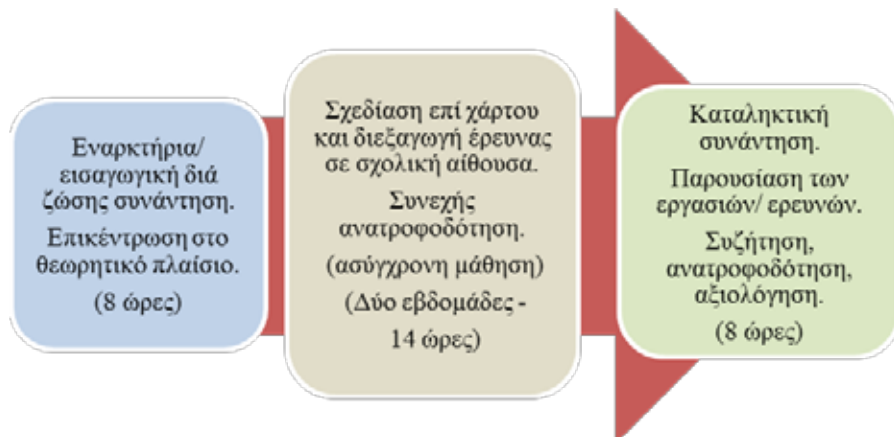 Εναρκτήρια/
εισαγωγική διά
ζώσης συνάντηση.
Επικέντρωση στο
θεωρητικό πλαίσιο.
(8 ώρες)
Σχεδίαση επί χάρτου
και διεξαγωγή έρευνας
σε σχολική αίθουσα.
Συνεχής
ανατροφοδότηση.
(ασύγχρονη μάθηση)
(Δύο εβδομάδες -
14 ώρες)
Καταληκτική
συνάντηση.
Παρουσίαση των
εργασιών/ ερευνών.
Συζήτηση,
ανατροφοδότηση,
αξιολόγηση.
(8 ώρες)